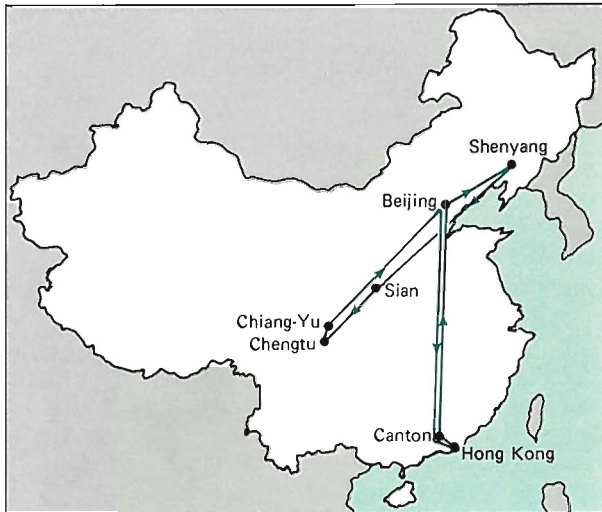 Shenyang
Beijing
Sian
Chiang-Yu
Chengtu
Canton
Hong Kong